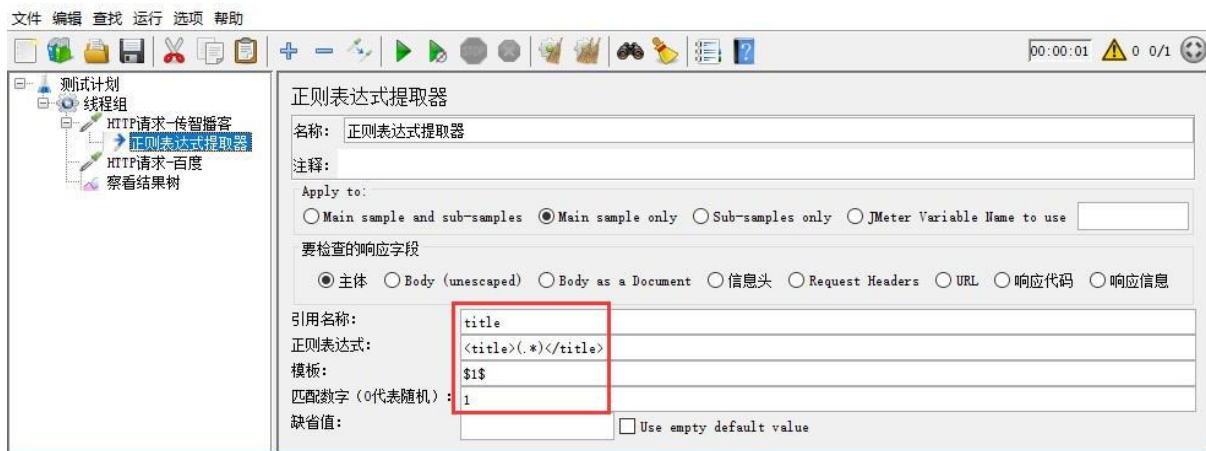 文件 编辑 查找 运行 选项 帮助
00:00:01 0 0/1
测试计划
线程组
HTTP请求-传智播客
正则表达式提取器
HTTP请求-百度
察看结果树
正则表达式提取器
名称: 正则表达式提取器
注释:
Apply to:
Main sample and sub-samples Main sample only Sub-samples only JMeter Variable Name to use
要检查的响应字段
主体 Body (unescaped) Body as a Document 信息头 Request Headers URL 响应代码 响应信息
引用名称: title
正则表达式: <title>(.*)</title>
模板: $1$
匹配数字（0代表随机）: 1
缺省值: Use empty default value